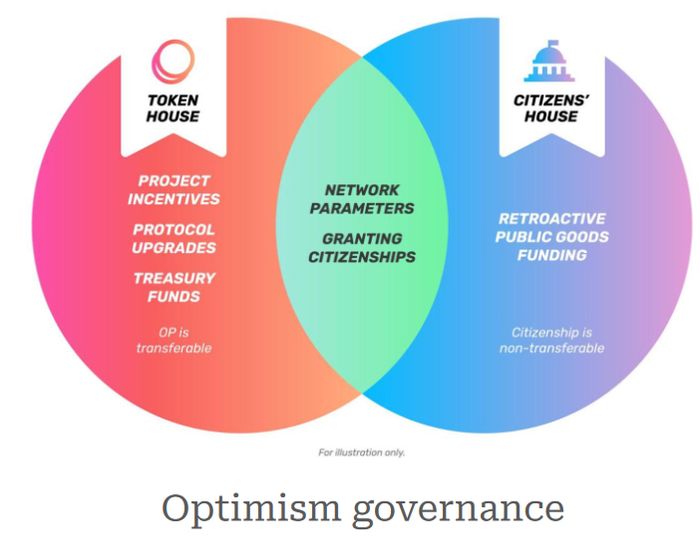 TOKEN
HOUSE
PROJECT
INCENTIVES
PROTOCOL
UPGRADES
TREASURY
FUNDS
OP is
transferable
NETWORK
PARAMETERS
GRANTING
CITIZENSHIPS
CITIZENS’
HOUSE
RETROACTIVE
PUBLIC GOODS
FUNDING
Citizenship is
non-transferable
For illustration only.
Optimism governance